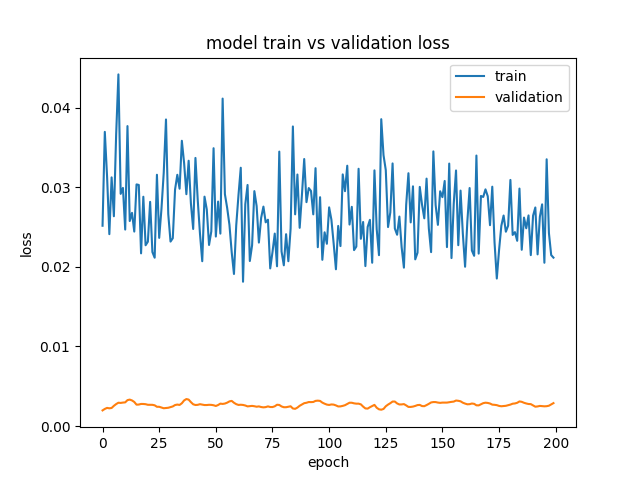 model train vs validation loss
train
validation
0.04
0.03
0.02
0.01
0.00
loss
0 25 50 75 100 125 150 175 200
epoch